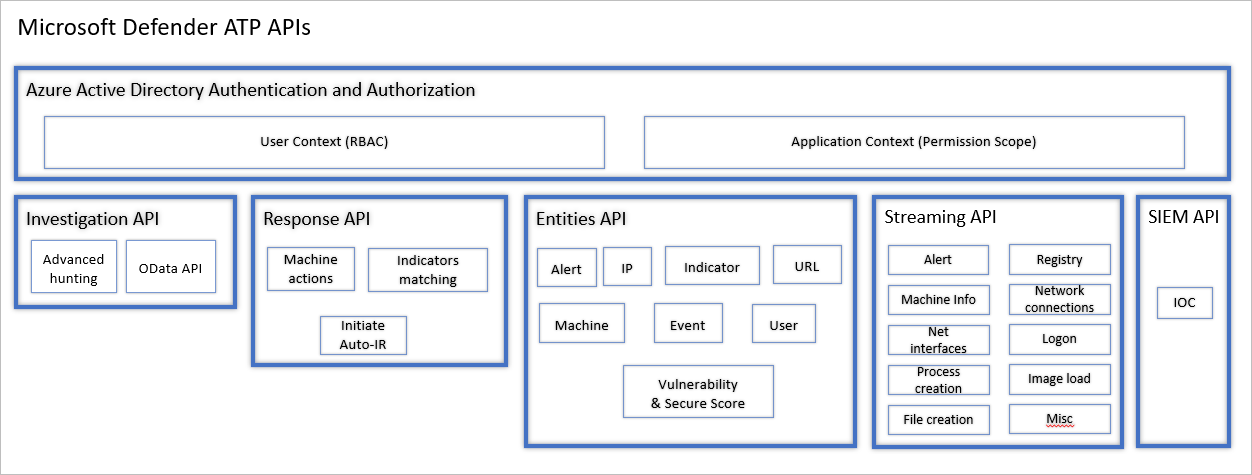 Microsoft Defender ATP APIs
Azure Active Directory Authentication and Authorization
User Context (RBAC)
Application Context (Permission Scope)
Investigation API
Advanced
hunting
OData API
Response API
Machine
actions
Indicators
matching
Initiate
Auto-IR
Entities API
Alert
IP
Indicator
URL
Machine
Event
User
Vulnerability
& Secure Score
Streaming API
Alert
Registry
Machine Info
Network
connections
Net
interfaces
Logon
Process
creation
Image load
File creation
Misc
SIEM API
IOC